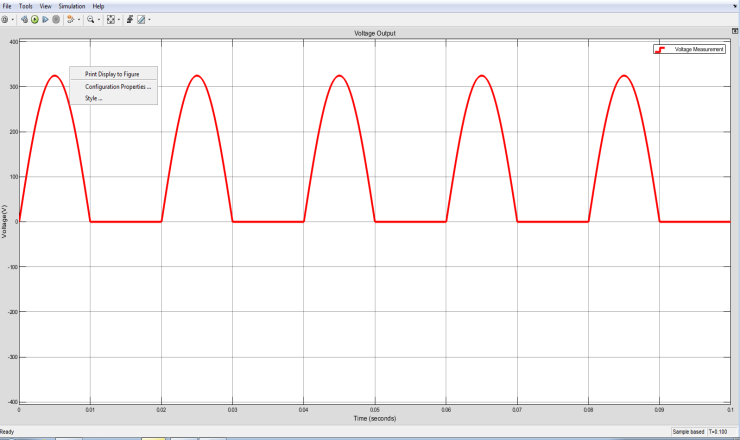 File Tools View Simulation Help
Voltage Output
Voltage Measurement
Print Display to Figure
Configuration Properties ...
Style ...
400
300
200
100
0
-100
-200
-300
-400
Voltage(V)
0 0.01 0.02 0.03 0.04 0.05 0.06 0.07 0.08 0.09 0.1
Time (seconds)
Ready
Sample based T=0.100